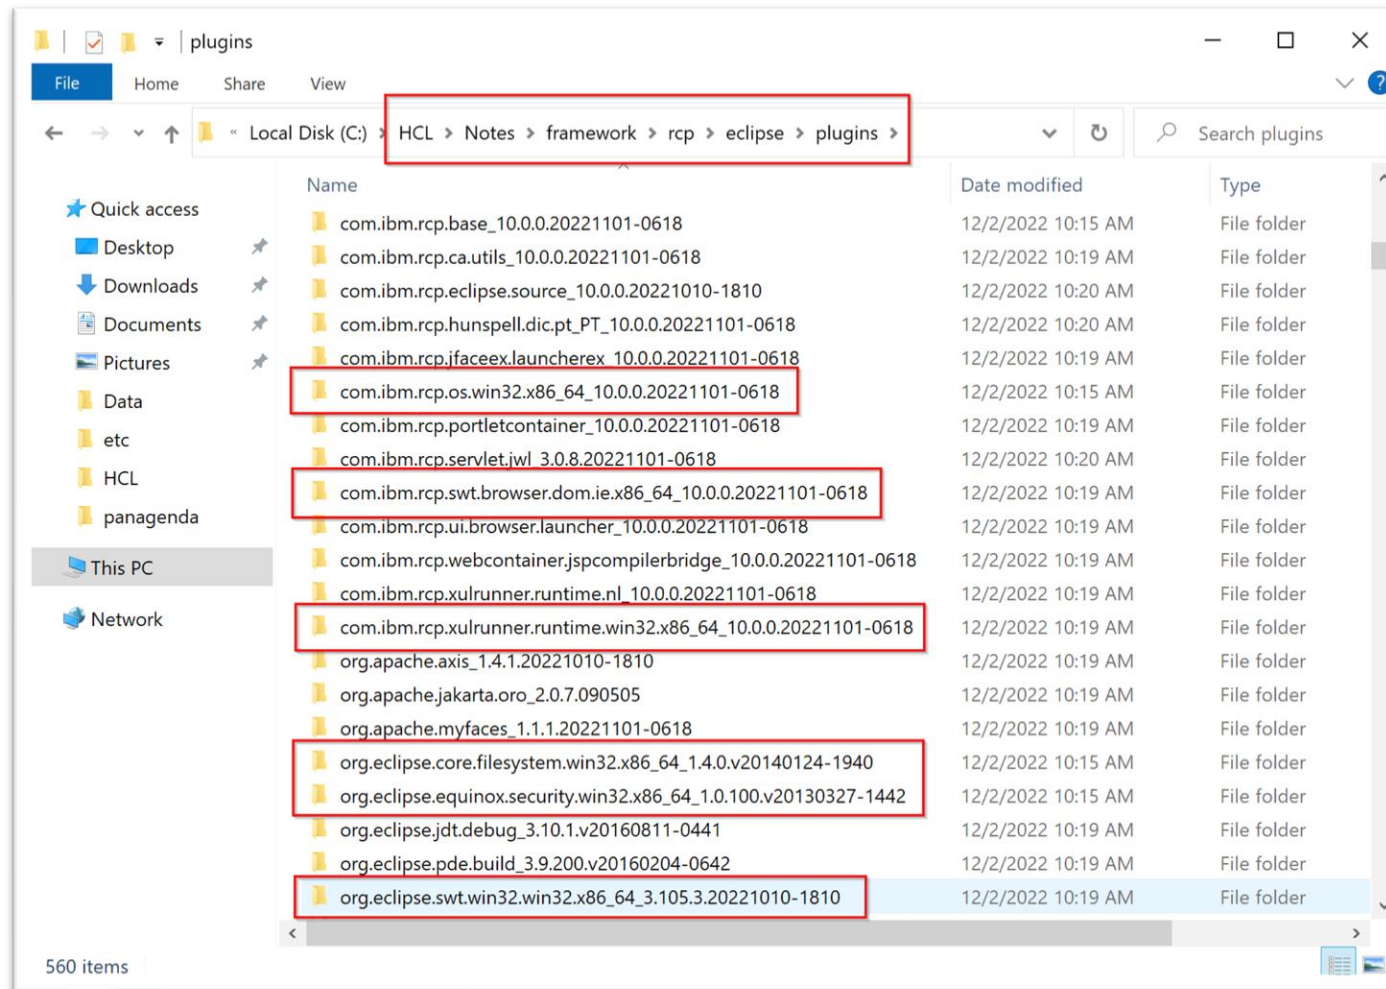 plugins
File Home Share View
« Local Disk (C:) > HCL > Notes > framework > rcp > eclipse > plugins > Search plugins
Name Date modified Type
Quick access
Desktop
Downloads
Documents
Pictures
Data
etc
HCL
panagenda
This PC
Network
com.ibm.rcp.base_10.0.0.20221101-0618 12/2/2022 10:15 AM File folder
com.ibm.rcp.ca.utils_10.0.0.20221101-0618 12/2/2022 10:19 AM File folder
com.ibm.rcp.eclipse.source_10.0.0.20221010-1810 12/2/2022 10:20 AM File folder
com.ibm.rcp.hunspell.dic.pt_PT_10.0.0.20221101-0618 12/2/2022 10:20 AM File folder
com.ibm.rcp.jfaceex.launcherex_10.0.0.20221101-0618 12/2/2022 10:19 AM File folder
com.ibm.rcp.os.win32.x86_64_10.0.0.20221101-0618 12/2/2022 10:15 AM File folder
com.ibm.rcp.portletcontainer_10.0.0.20221101-0618 12/2/2022 10:19 AM File folder
com.ibm.rcp.servlet.jwl_3.0.8.20221101-0618 12/2/2022 10:20 AM File folder
com.ibm.rcp.swt.browser.dom.ie.x86_64_10.0.0.20221101-0618 12/2/2022 10:19 AM File folder
com.ibm.rcp.ui.browser.launcher_10.0.0.20221101-0618 12/2/2022 10:19 AM File folder
com.ibm.rcp.webcontainer.jspcompilerbridge_10.0.0.20221101-0618 12/2/2022 10:19 AM File folder
com.ibm.rcp.xulrunner.runtime.nl_10.0.0.20221101-0618 12/2/2022 10:19 AM File folder
com.ibm.rcp.xulrunner.runtime.win32.x86_64_10.0.0.20221101-0618 12/2/2022 10:19 AM File folder
org.apache.axis_1.4.1.20221010-1810 12/2/2022 10:19 AM File folder
org.apache.jakarta.oro_2.0.7.090505 12/2/2022 10:19 AM File folder
org.apache.myfaces_1.1.1.20221101-0618 12/2/2022 10:19 AM File folder
org.eclipse.core.filesystem.win32.x86_64_1.4.0.v20140124-1940 12/2/2022 10:15 AM File folder
org.eclipse.equinox.security.win32.x86_64_1.0.100.v20130327-1442 12/2/2022 10:15 AM File folder
org.eclipse.jdt.debug_3.10.1.v20160811-0441 12/2/2022 10:19 AM File folder
org.eclipse.pde.build_3.9.200.v20160204-0642 12/2/2022 10:19 AM File folder
org.eclipse.swt.win32.win32.x86_64_3.105.3.20221010-1810 12/2/2022 10:19 AM File folder
560 items